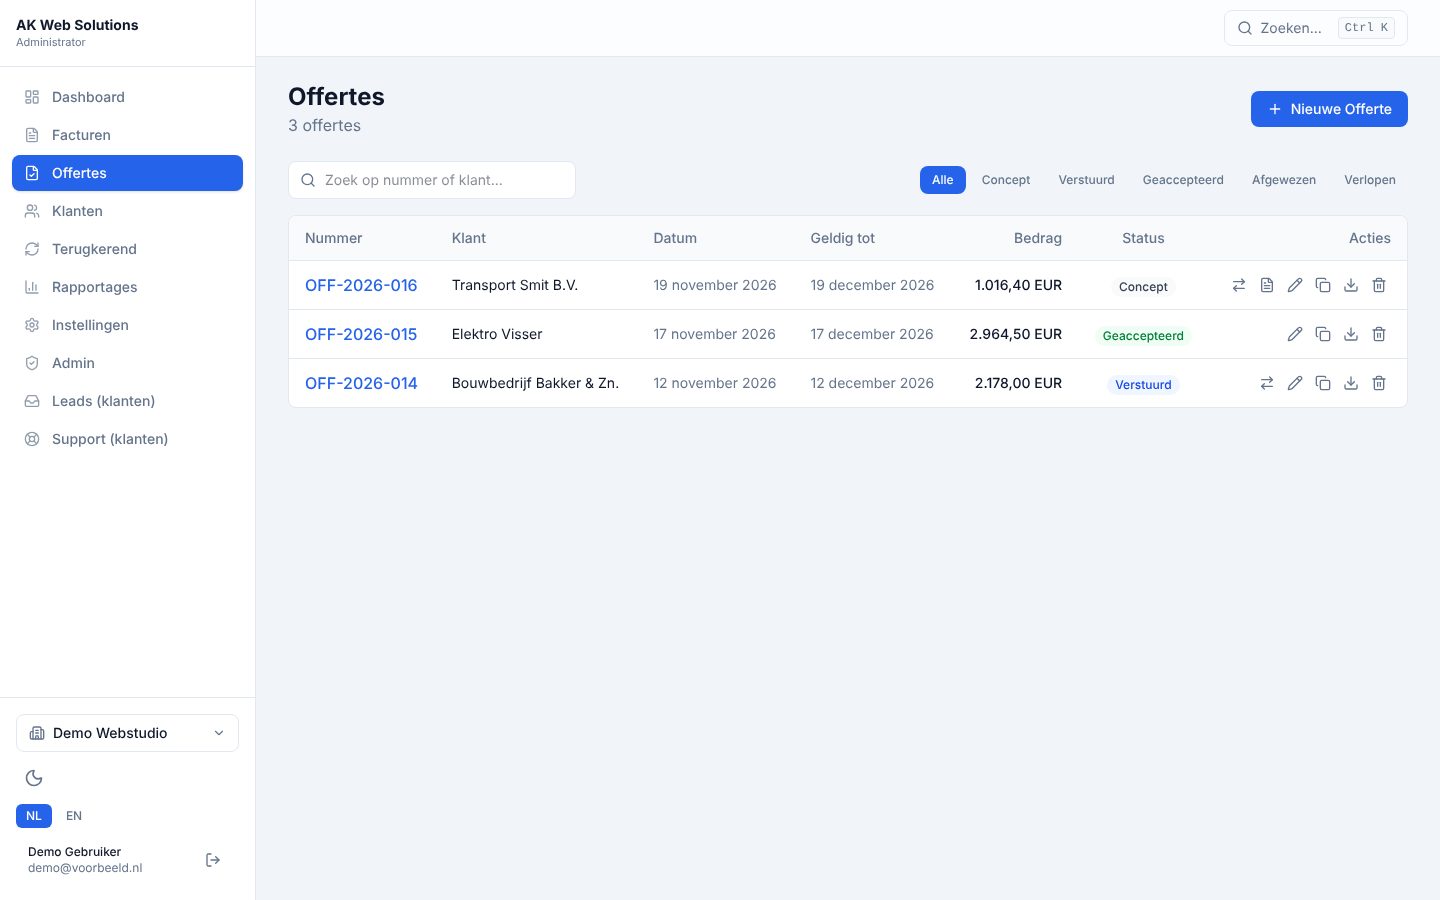 AK Web Solutions
Administrator
Dashboard
Facturen
Offertes
Klanten
Terugkerend
Rapportages
Instellingen
Admin
Leads (klanten)
Support (klanten)
Demo Webstudio
NL EN
Demo Gebruiker
demo@voorbeeld.nl
Zoeken... Ctrl K
Offertes
3 offertes
Nieuwe Offerte
Zoek op nummer of klant...
Alle Concept Verstuurd Geaccepteerd Afgewezen Verlopen
Nummer Klant Datum Geldig tot Bedrag Status Acties
OFF-2026-016 Transport Smit B.V. 19 november 2026 19 december 2026 1.016,40 EUR Concept
OFF-2026-015 Elektro Visser 17 november 2026 17 december 2026 2.964,50 EUR Geaccepteerd
OFF-2026-014 Bouwbedrijf Bakker & Zn. 12 november 2026 12 december 2026 2.178,00 EUR Verstuurd